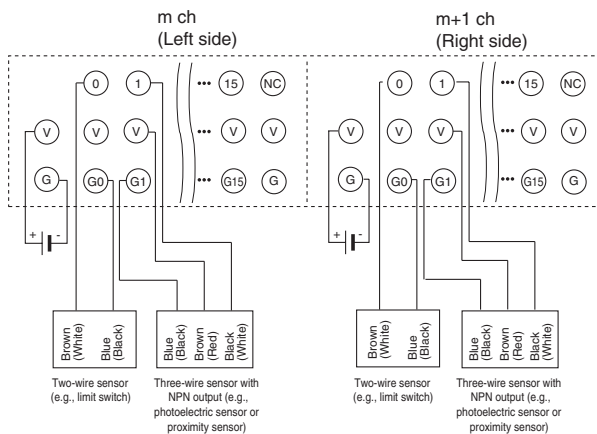 m ch
(Left side)
m+1 ch
(Right side)
0 1 ••• 15 NC
0 1 ••• 15 NC
V V V ••• V V
V V V ••• V V
G G0 G1 ••• G15 G
G G0 G1 ••• G15 G
+ -
+ -
Brown
(White)
Blue
(Black)
Blue
(Black)
Brown
(Red)
Black
(White)
Brown
(White)
Blue
(Black)
Blue
(Black)
Brown
(Red)
Black
(White)
Two-wire sensor
(e.g., limit switch)
Three-wire sensor with
NPN output (e.g.,
photoelectric sensor or
proximity sensor)
Two-wire sensor
(e.g., limit switch)
Three-wire sensor with
NPN output (e.g.,
photoelectric sensor or
proximity sensor)